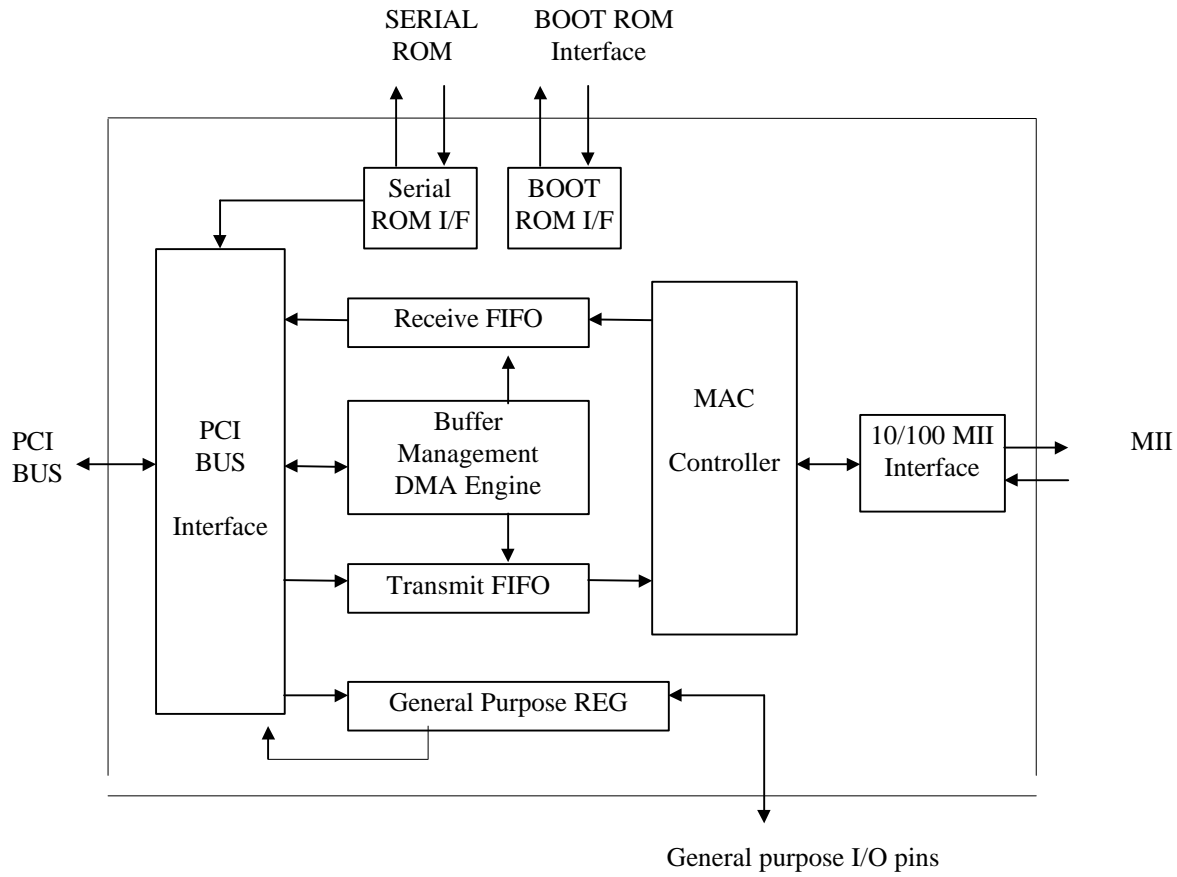 SERIAL
ROM
BOOT ROM
Interface
Serial
ROM I/F
BOOT
ROM I/F
Receive FIFO
Buffer
Management
DMA Engine
Transmit FIFO
General Purpose REG
PCI
BUS
PCI
BUS
Interface
MAC
Controller
10/100 MII
Interface
MII
General purpose I/O pins